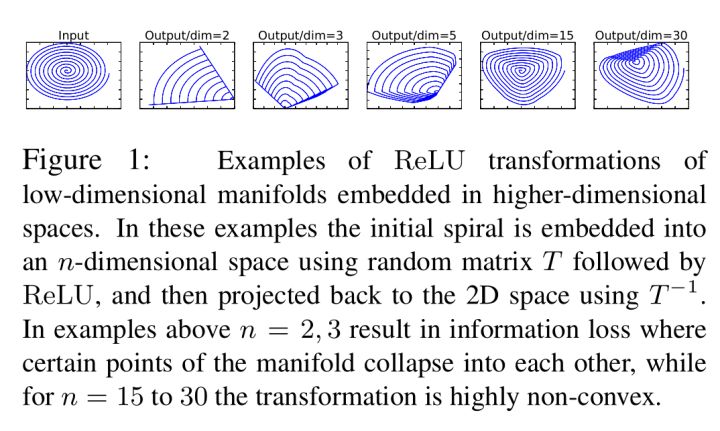 Input Output/dim=2 Output/dim=3 Output/dim=5 Output/dim=15 Output/dim=30
Figure 1: Examples of ReLU transformations of
low-dimensional manifolds embedded in higher-dimensional
spaces. In these examples the initial spiral is embedded into
an n-dimensional space using random matrix T followed by
ReLU, and then projected back to the 2D space using T⁻¹.
In examples above n = 2, 3 result in information loss where
certain points of the manifold collapse into each other, while
for n = 15 to 30 the transformation is highly non-convex.